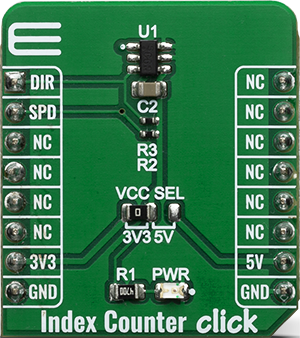 U1
DIR NC
SPD C2 NC
NC R3 NC
NC R2 NC
NC VCC SEL NC
NC 3V3 5V NC
3V3 5V
GND R1 PWR GND
Index Counter click